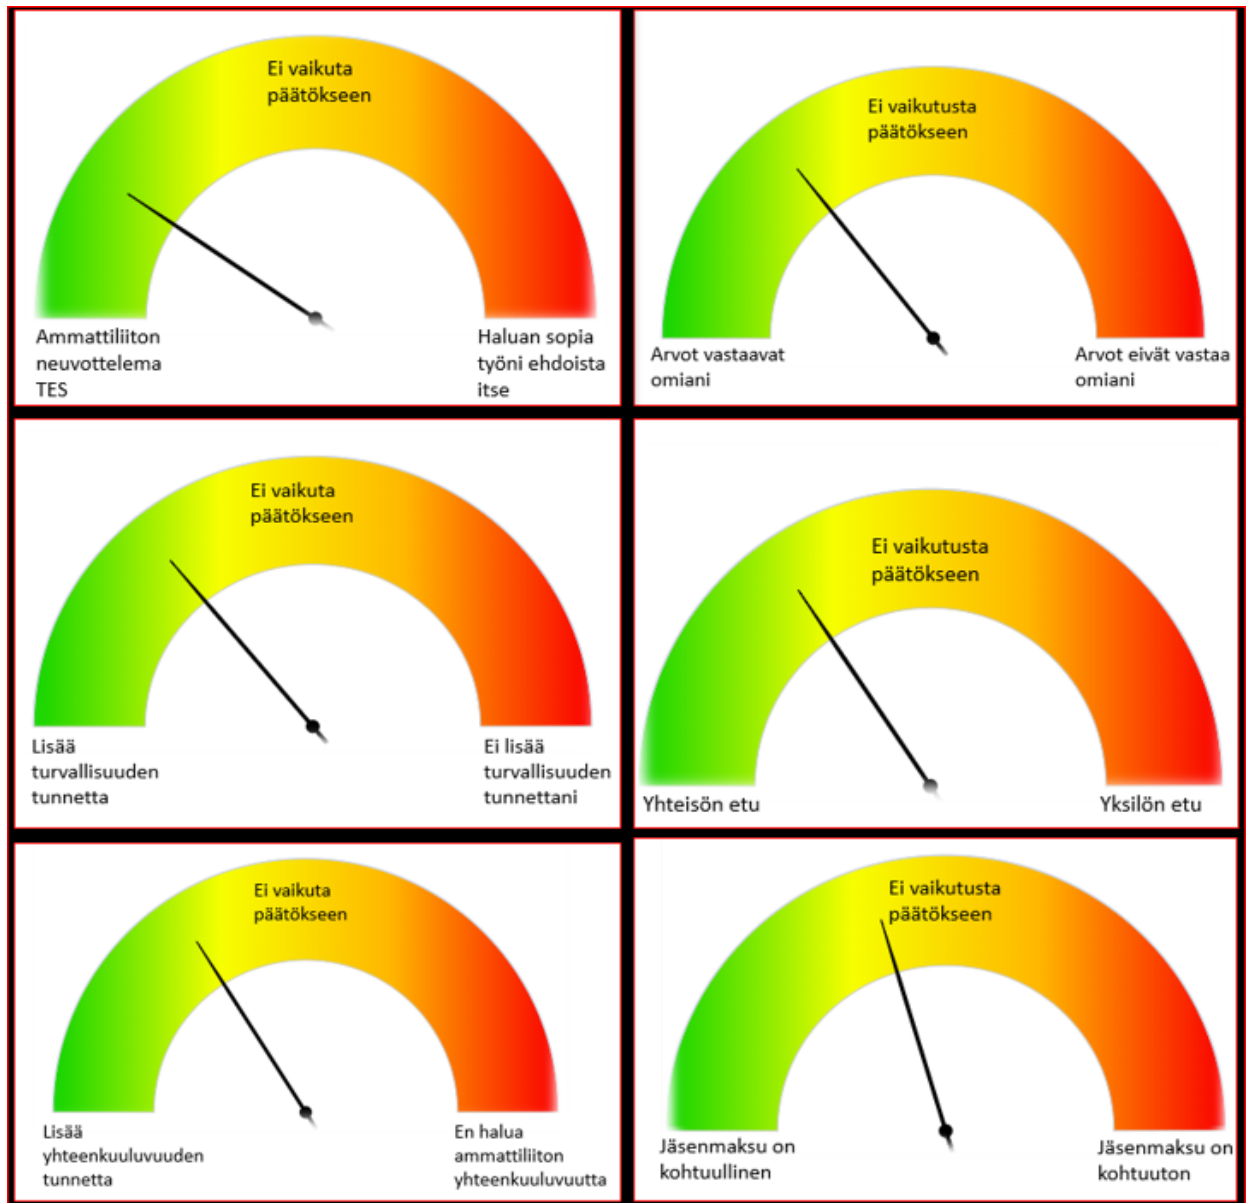 Ei vaikuta
päätökseen
Ammattiliiton
neuvottelema
TES
Haluan sopia
työni ehdoista
itse
Ei vaikutusta
päätökseen
Arvot vastaavat
omiani
Arvot eivät vastaa
omiani
Ei vaikuta
päätökseen
Lisää
turvallisuuden
tunnetta
Ei lisää
turvallisuuden
tunnettani
Ei vaikutusta
päätökseen
Yhteisön etu
Yksilön etu
Ei vaikuta
päätökseen
Lisää
yhteenkuuluvuuden
tunnetta
En halua
ammattiliiton
yhteenkuuluvuutta
Ei vaikutusta
päätökseen
Jäsenmaksu on
kohtuullinen
Jäsenmaksu on
kohtuuton